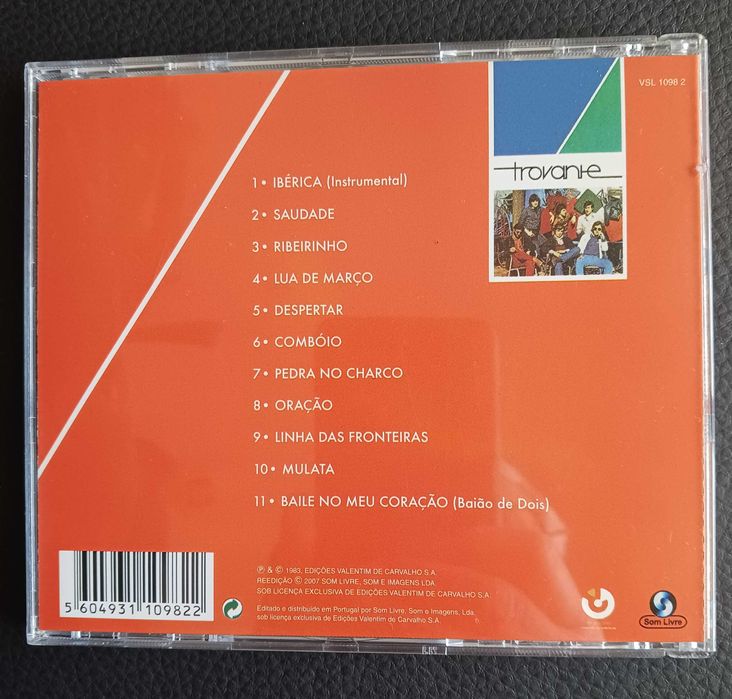 VSL 1098 2
trovante
1• IBÉRICA (Instrumental)
2• SAUDADE
3• RIBEIRINHO
4• LUA DE MARÇO
5• DESPERTAR
6• COMBÓIO
7• PEDRA NO CHARCO
8• ORAÇÃO
9• LINHA DAS FRONTEIRAS
10• MULATA
11• BAILE NO MEU CORAÇÃO (Baião de Dois)
℗ & © 1983, EDIÇÕES VALENTIM DE CARVALHO S.A.
REEDIÇÃO © 2007 SOM LIVRE, SOM E IMAGENS LDA.
SOB LICENÇA EXCLUSIVA DE EDIÇÕES VALENTIM DE CARVALHO S.A.
Editado e distribuído em Portugal por Som Livre, Som e Imagens, Lda.
sob licença exclusiva de Edições Valentim de Carvalho S.A.
5 604931 109822
Som Livre